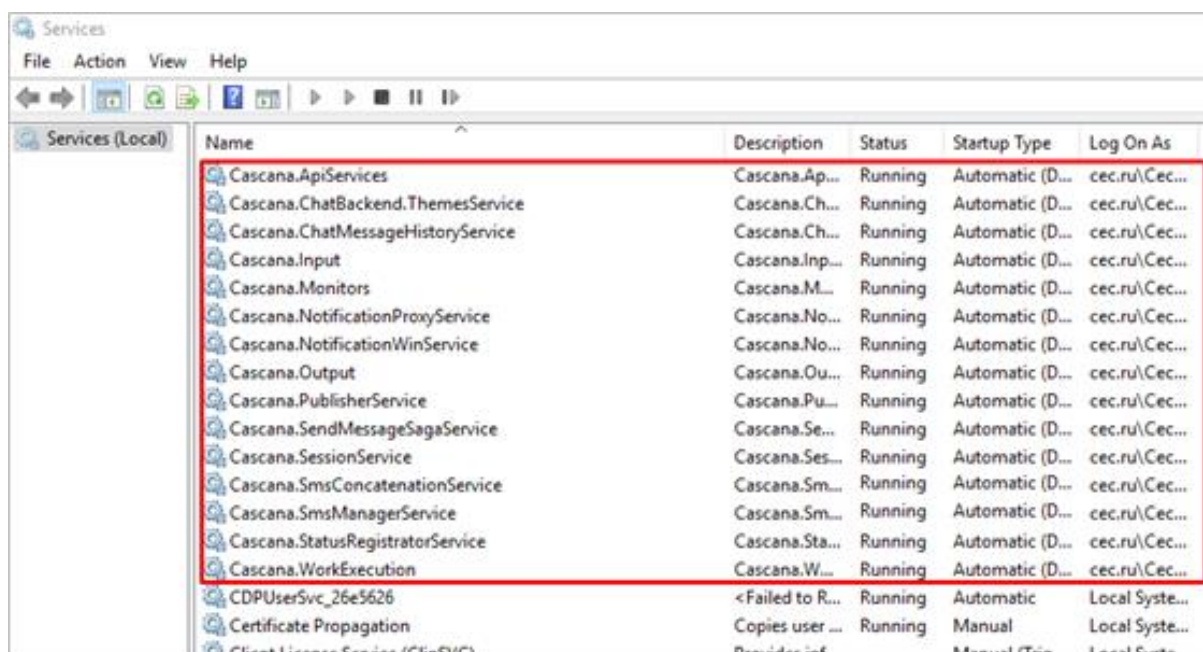 Services
File Action View Help
Services (Local)
Name Description Status Startup Type Log On As
Cascana.ApiServices Cascana.Ap... Running Automatic (D... cec.ru\Cec...
Cascana.ChatBackend.ThemesService Cascana.Ch... Running Automatic (D... cec.ru\Cec...
Cascana.ChatMessageHistoryService Cascana.Ch... Running Automatic (D... cec.ru\Cec...
Cascana.Input Cascana.Inp... Running Automatic (D... cec.ru\Cec...
Cascana.Monitors Cascana.M... Running Automatic (D... cec.ru\Cec...
Cascana.NotificationProxyService Cascana.No... Running Automatic (D... cec.ru\Cec...
Cascana.NotificationWinService Cascana.No... Running Automatic (D... cec.ru\Cec...
Cascana.Output Cascana.Ou... Running Automatic (D... cec.ru\Cec...
Cascana.PublisherService Cascana.Pu... Running Automatic (D... cec.ru\Cec...
Cascana.SendMessageSagaService Cascana.Se... Running Automatic (D... cec.ru\Cec...
Cascana.SessionService Cascana.Ses... Running Automatic (D... cec.ru\Cec...
Cascana.SmsConcatenationService Cascana.Sm... Running Automatic (D... cec.ru\Cec...
Cascana.SmsManagerService Cascana.Sm... Running Automatic (D... cec.ru\Cec...
Cascana.StatusRegistratorService Cascana.Sta... Running Automatic (D... cec.ru\Cec...
Cascana.WorkExecution Cascana.W... Running Automatic (D... cec.ru\Cec...
CDPUserSvc_26e5626 <Failed to R... Running Automatic Local Syste...
Certificate Propagation Copies user ... Running Manual Local Syste...
Client License Service (ClipSVC)